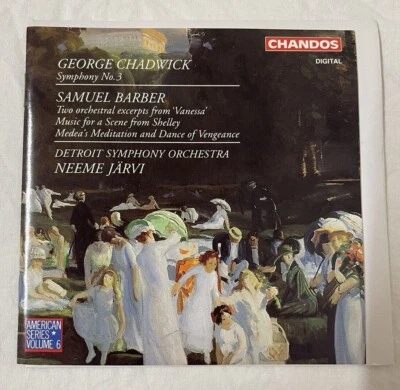 CHANDOS
DIGITAL
GEORGE CHADWICK
Symphony No. 3
SAMUEL BARBER
Two orchestral excerpts from ‘Vanessa’
Music for a Scene from Shelley
Medea's Meditation and Dance of Vengeance
DETROIT SYMPHONY ORCHESTRA
NEEME JÄRVI
AMERICAN
SERIES
VOLUME 6